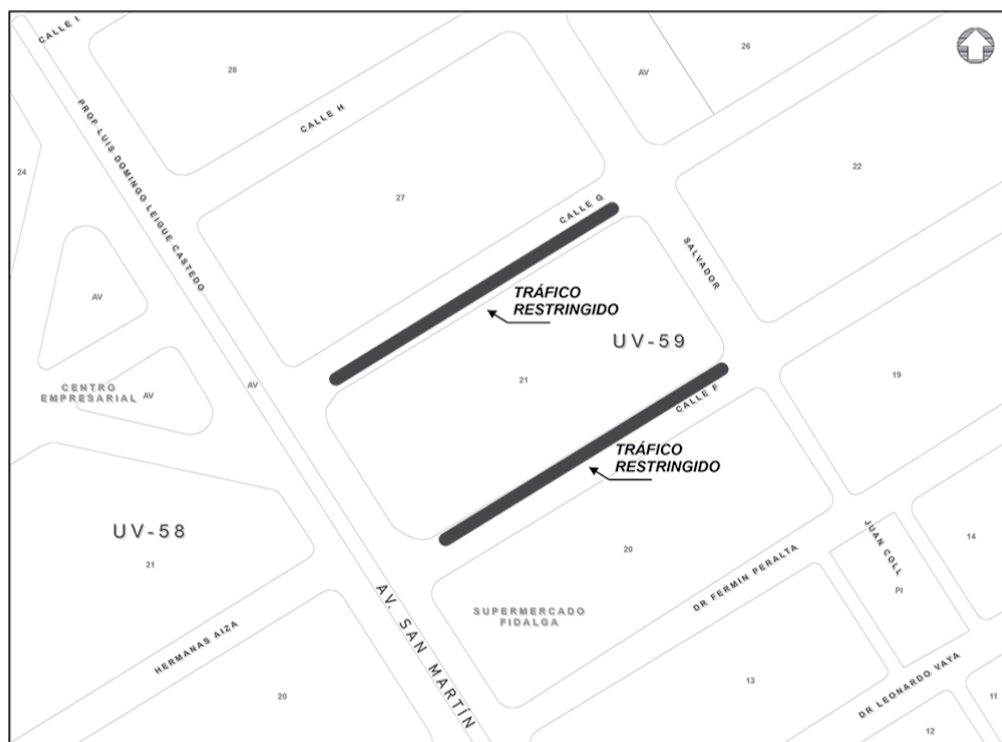 CALLE I
26
28
AV
CALLE H
PROF LUIS DOMINGO LEIGUE CASTEDO
24
22
27
CALLE G
SALVADOR
TRÁFICO
RESTRINGIDO
AV
UV-59
CENTRO
EMPRESARIAL
AV
AV
21
19
CALLE F
TRÁFICO
RESTRINGIDO
UV-58
21
20
JUAN COLL
14
DR FERMIN PERALTA
PI
AV. SAN MARTÍN
SUPERMERCADO
FIDALGA
HERMANAS AIZA
DR LEONARDO VAYA
13
20
11
12